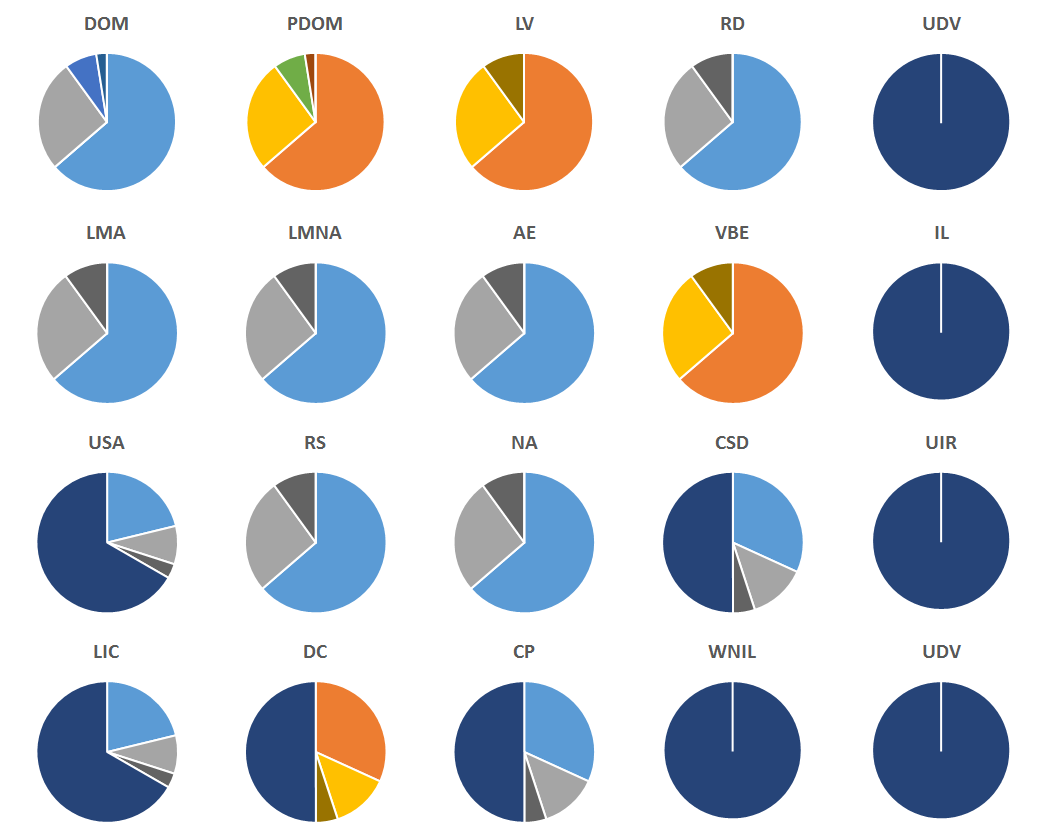 DOM PDOM LV RD UDV
LMA LMNA AE VBE IL
USA RS NA CSD UIR
LIC DC CP WNIL UDV